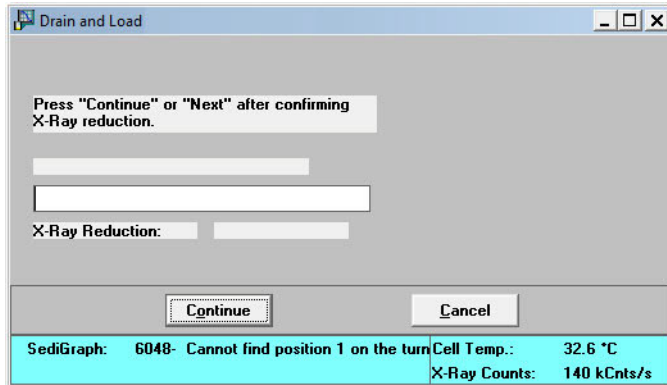 Drain and Load
Press "Continue" or "Next" after confirming
X-Ray reduction.
X-Ray Reduction:
Continue
Cancel
SediGraph: 6048- Cannot find position 1 on the turn
Cell Temp.: 32.6 °C
X-Ray Counts: 140 kCnts/s